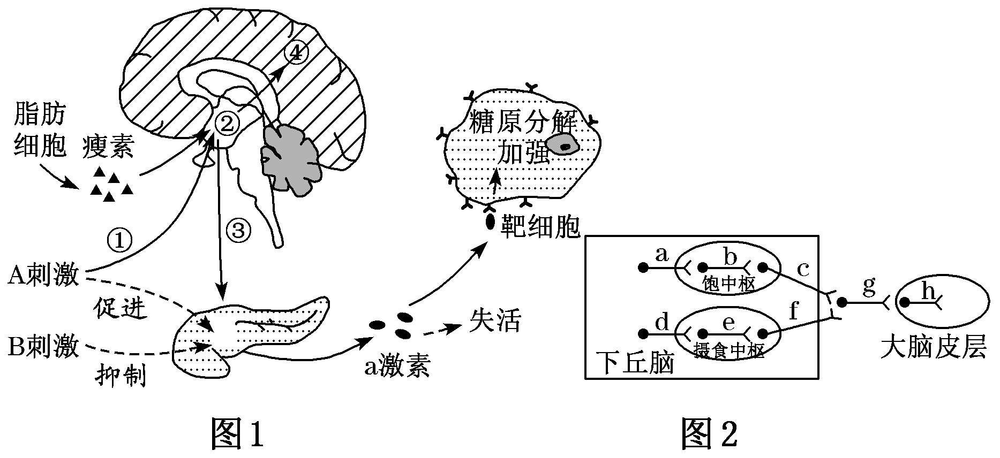 ④
②
脂肪
细胞
瘦素
①
③
A刺激
促进
B刺激
抑制
a激素
失活
糖原分解
加强
靶细胞
a
b
c
饱中枢
g
h
d
e
f
摄食中枢
下丘脑
大脑皮层
图1
图2